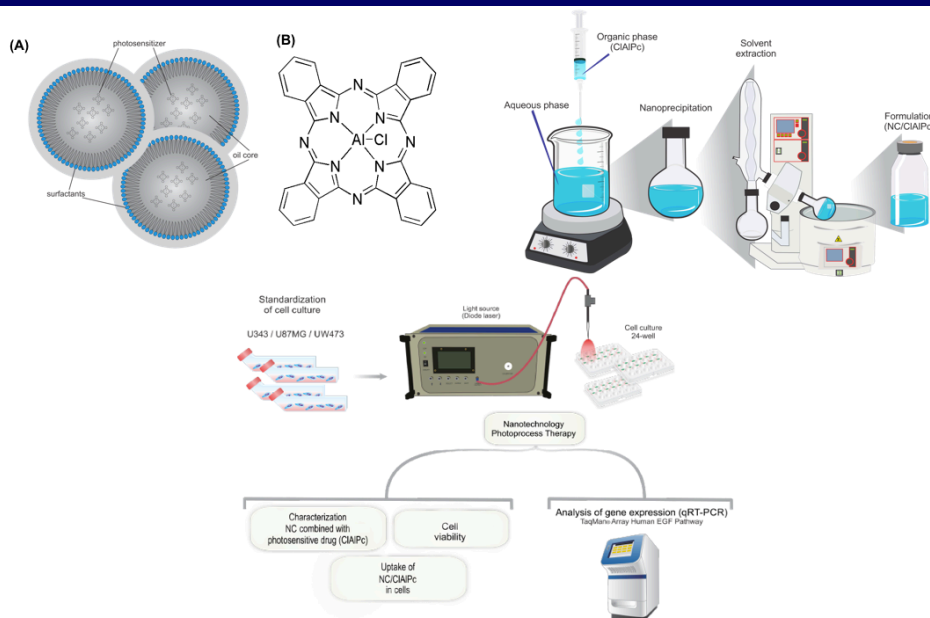 (A)
photosensitizer
oil core
surfactants
(B)
N
N
N
N
Al
Cl
N
N
N
N
Organic phase
(ClAlPc)
Aqueous phase
Nanoprecipitation
Solvent
extraction
Formulation
(NC/ClAlPc)
Standardization
of cell culture
U343 / U87MG / UW473
Light source
(Diode laser)
Cell culture
24-well
Nanotechnology
Photoprocess Therapy
Characterization
NC combined with
photosensitive drug (ClAlPc)
Cell
viability
Uptake of
NC/ClAlPc
in cells
Analysis of gene expression (qRT-PCR)
TaqMan® Array Human EGF Pathway